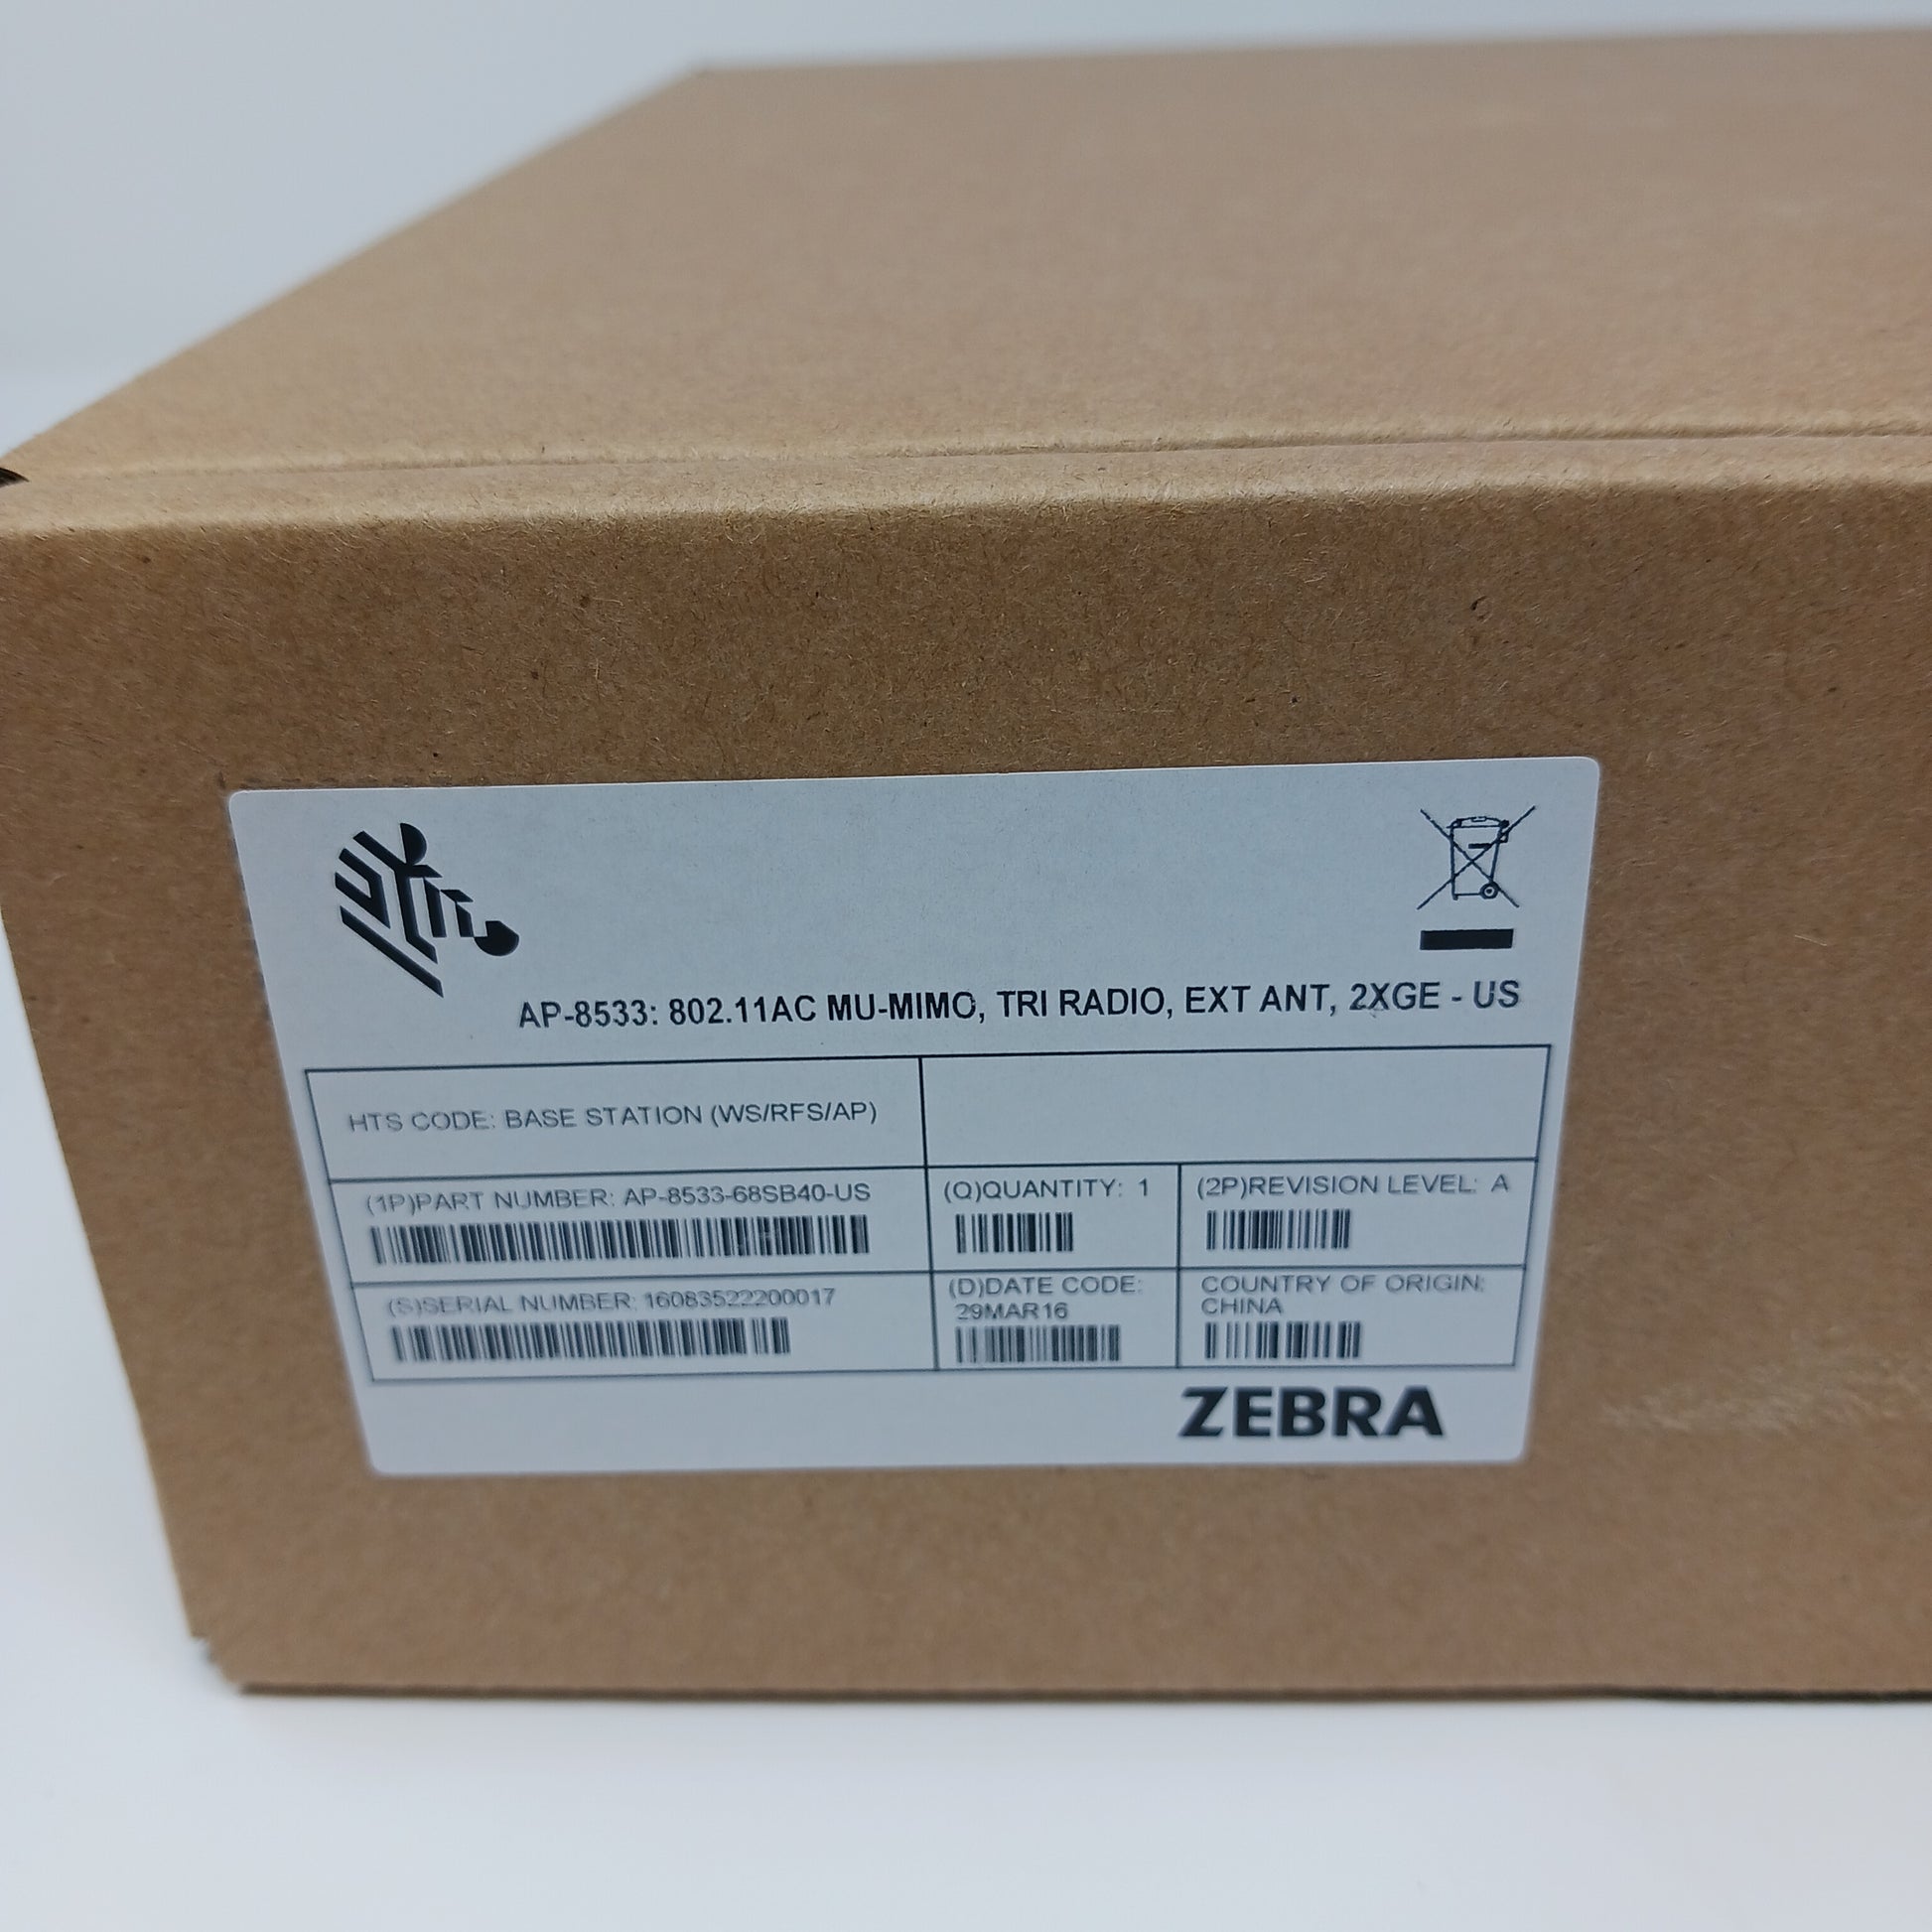 AP-8533: 802.11AC MU-MIMO, TRI RADIO, EXT ANT, 2XGE - US
HTS CODE: BASE STATION (WS/RFS/AP)
(1P)PART NUMBER: AP-8533-68SB40-US
(Q)QUANTITY: 1
(2P)REVISION LEVEL: A
(S)SERIAL NUMBER: 16083522200017
(D)DATE CODE:
29MAR16
COUNTRY OF ORIGIN:
CHINA
ZEBRA